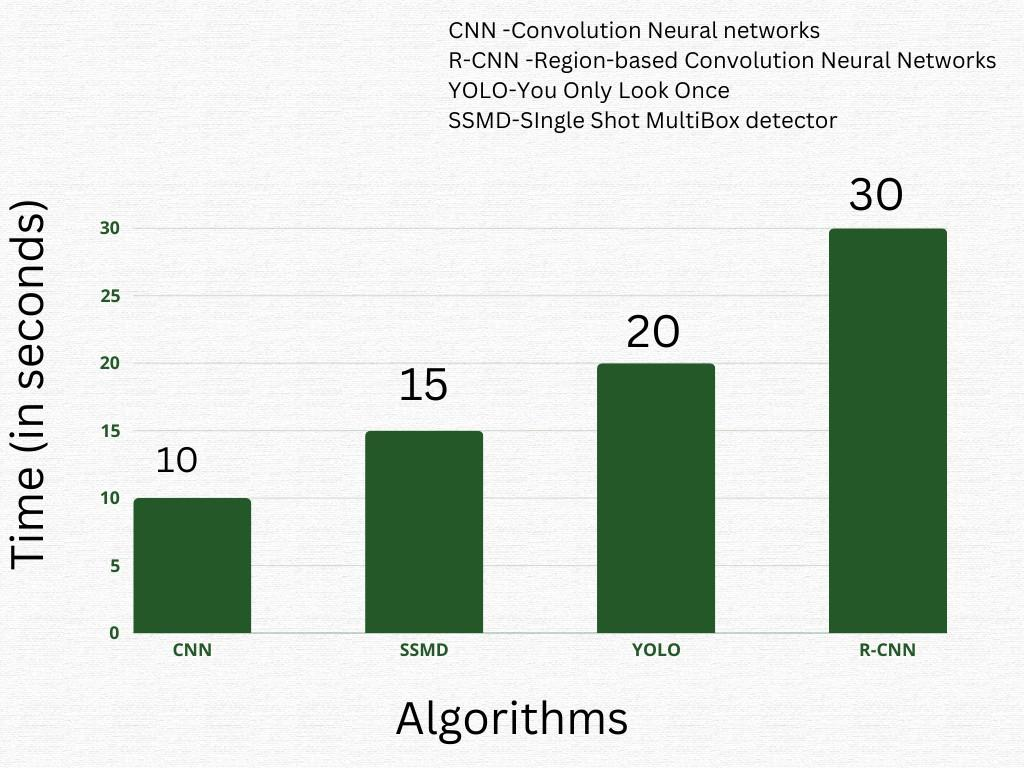 CNN -Convolution Neural networks
R-CNN -Region-based Convolution Neural Networks
YOLO-You Only Look Once
SSMD-SIngle Shot MultiBox detector
Time (in seconds)
30
25
20
15
10
5
0
10
15
20
30
CNN
SSMD
YOLO
R-CNN
Algorithms